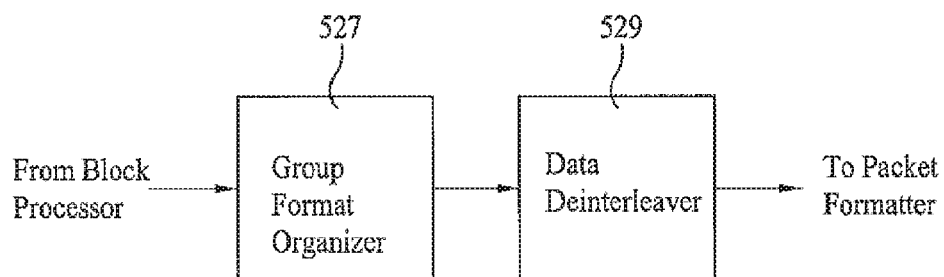 527
529
From Block
Processor
Group
Format
Organizer
Data
Deinterleaver
To Packet
Formatter